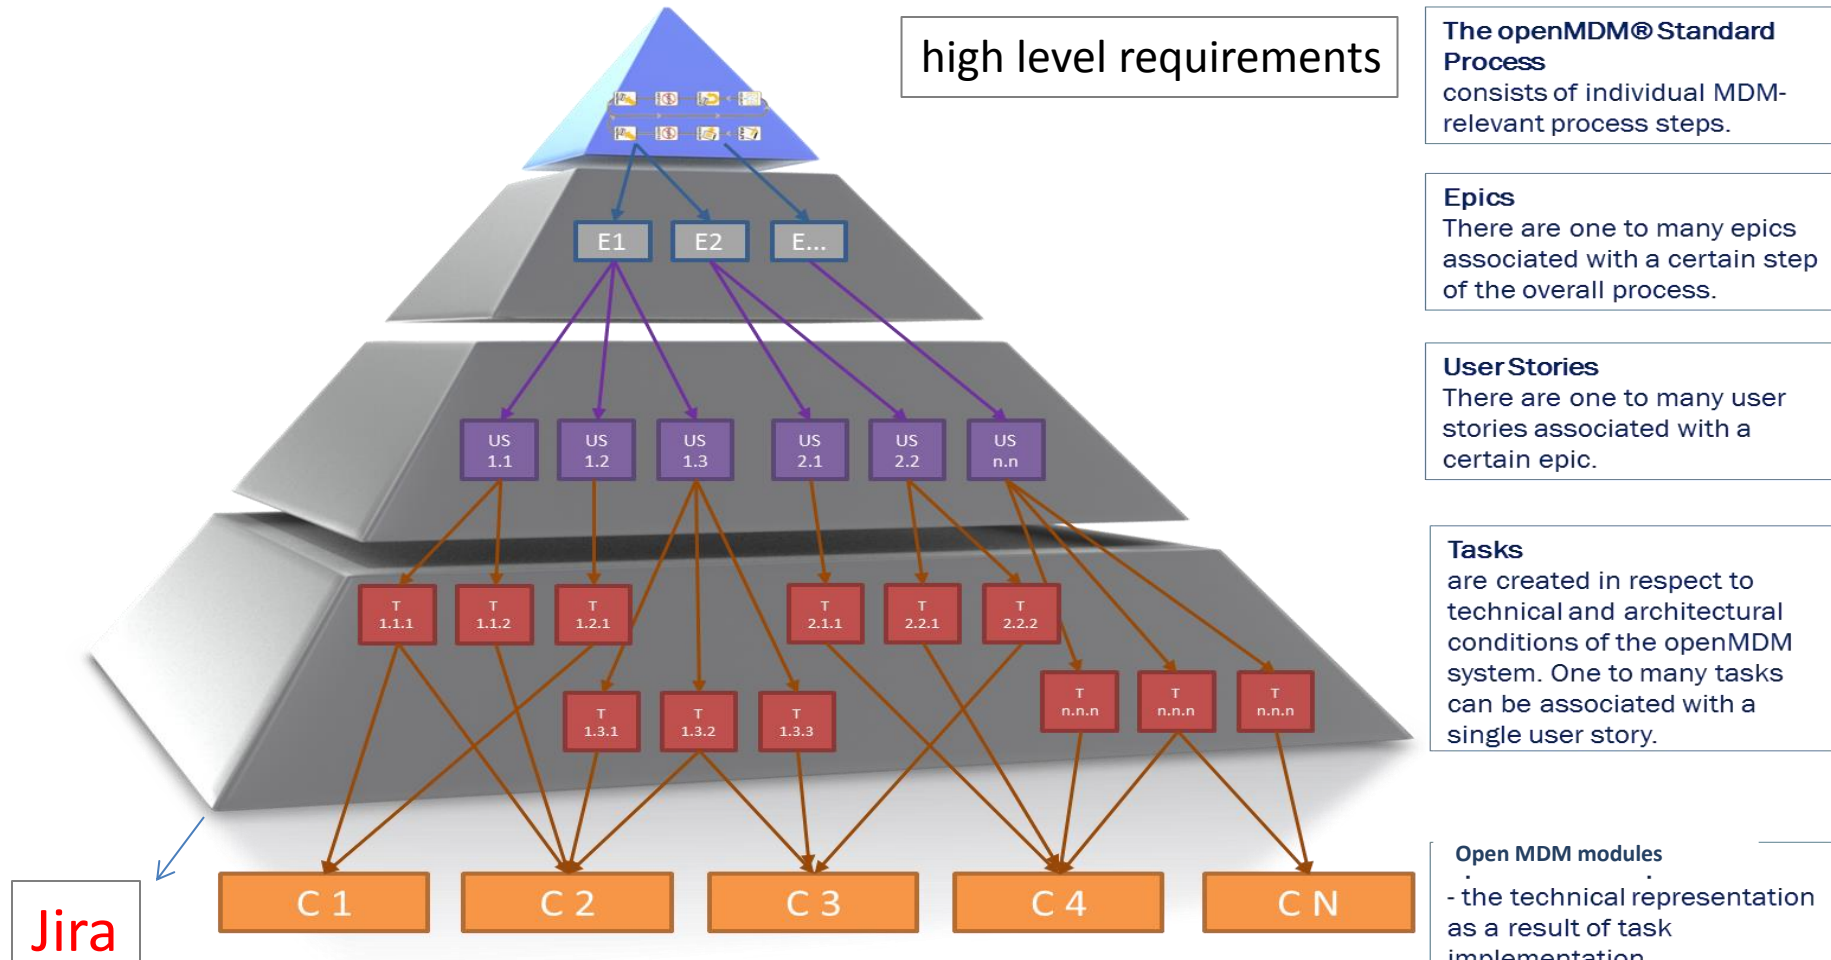 high level requirements
The openMDM® Standard
Process
consists of individual MDM-
relevant process steps.
Epics
There are one to many epics
associated with a certain step
of the overall process.
User Stories
There are one to many user
stories associated with a
certain epic.
Tasks
are created in respect to
technical and architectural
conditions of the openMDM
system. One to many tasks
can be associated with a
single user story.
Open MDM modules
- the technical representation
as a result of task
implementation
E1
E2
E...
US
1.1
US
1.2
US
1.3
US
2.1
US
2.2
US
n.n
T
1.1.1
T
1.1.2
T
1.2.1
T
2.1.1
T
2.2.1
T
2.2.2
T
1.3.1
T
1.3.2
T
1.3.3
T
n.n.n
T
n.n.n
T
n.n.n
C 1
C 2
C 3
C 4
C N
Jira